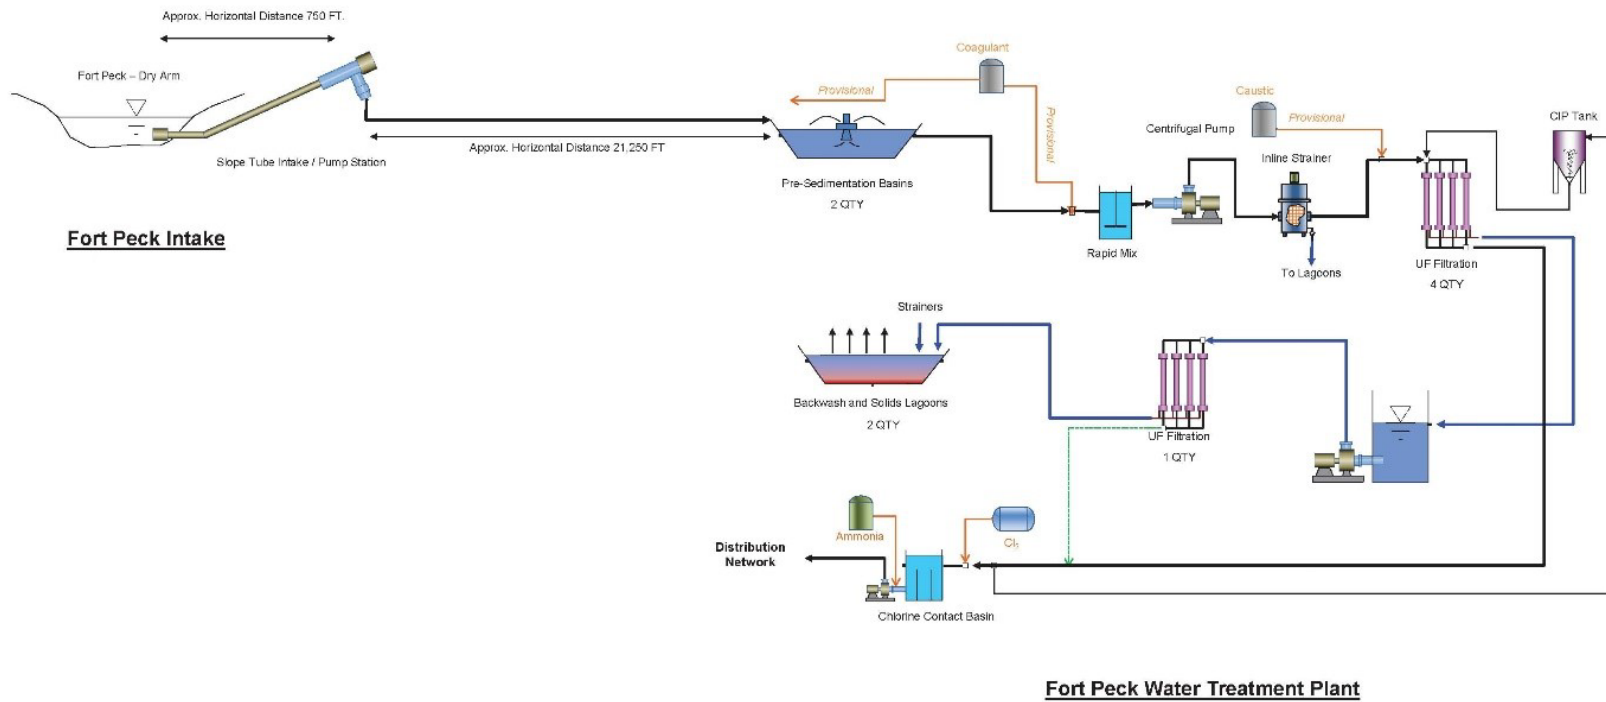 Approx. Horizontal Distance 750 FT.
Fort Peck – Dry Arm
Slope Tube Intake / Pump Station
Approx. Horizontal Distance 21,250 FT
Fort Peck Intake
Coagulant
Provisional
Provisional
Pre-Sedimentation Basins
2 QTY
Rapid Mix
Centrifugal Pump
Caustic
Provisional
Inline Strainer
To Lagoons
CIP Tank
UF Filtration
4 QTY
Strainers
Backwash and Solids Lagoons
2 QTY
UF Filtration
1 QTY
Ammonia
Cl₂
Distribution
Network
Chlorine Contact Basin
Fort Peck Water Treatment Plant